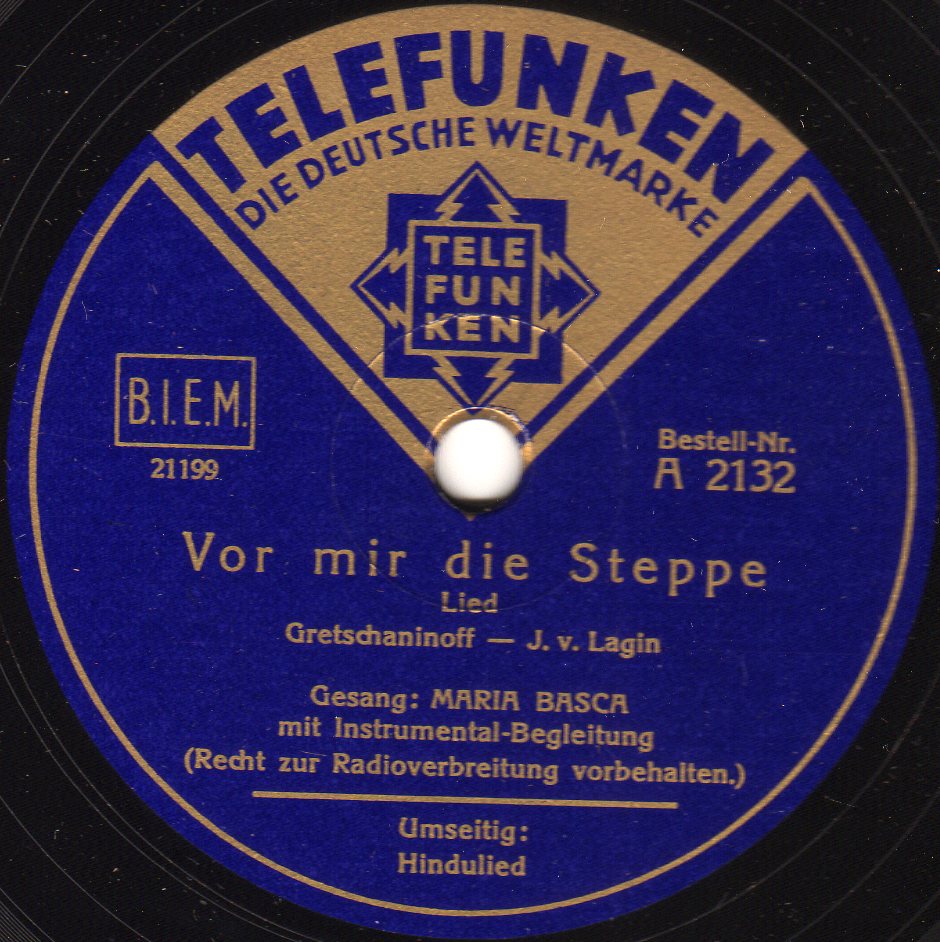 TELEFUNKEN
DIE DEUTSCHE WELTMARKE
TELE
FUN
KEN
B.I.E.M.
21199
Bestell-Nr.
A 2132
Vor mir die Steppe
Lied
Gretschaninoff — J. v. Lagin
Gesang: MARIA BASCA
mit Instrumental-Begleitung
(Recht zur Radioverbreitung vorbehalten.)
Umseitig:
Hindulied